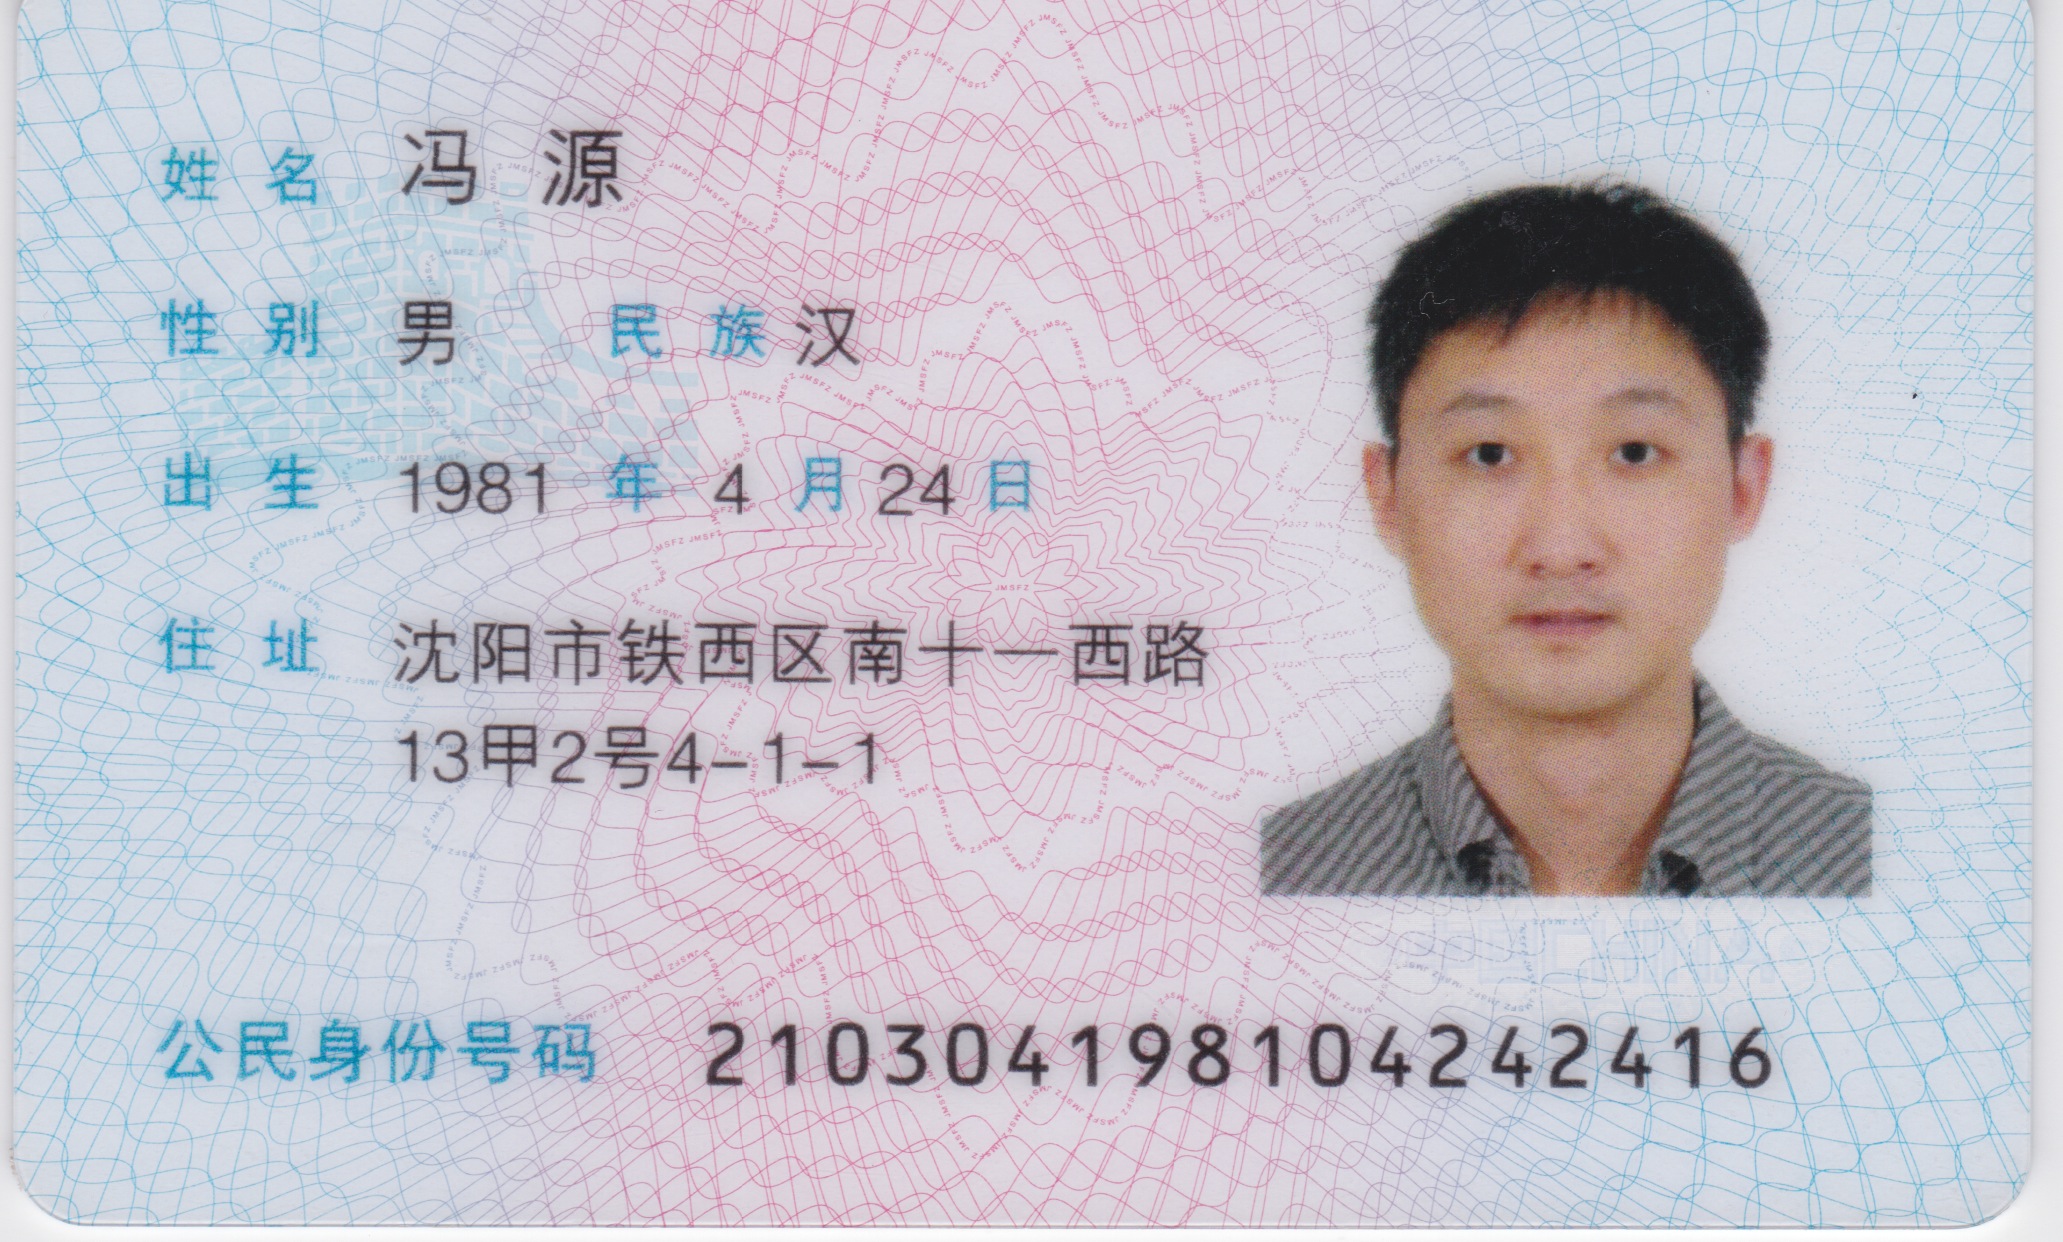 姓名 冯源
性别 男 民族 汉
出生 1981 年 4 月 24 日
住址 沈阳市铁西区南十一西路
13甲2号4-1-1
公民身份号码 210304198104242416